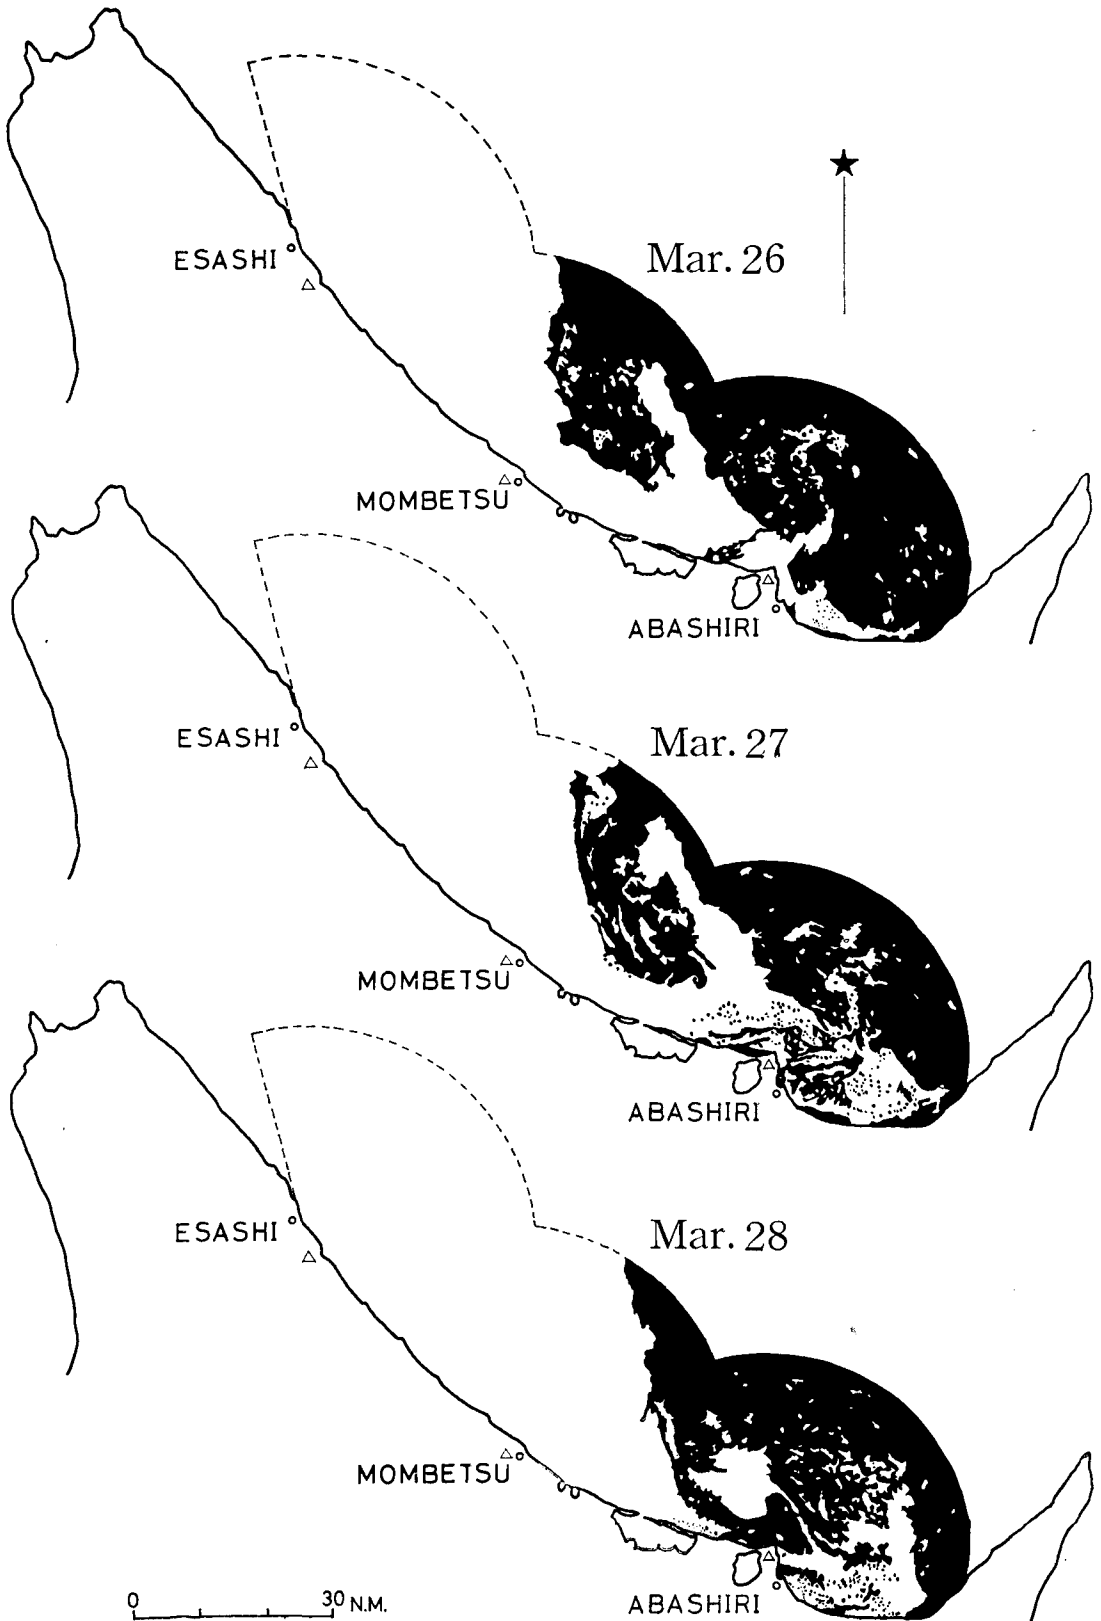 Mar. 26
ESASHI
MOMBETSU
ABASHIRI
Mar. 27
ESASHI
MOMBETSU
ABASHIRI
Mar. 28
ESASHI
MOMBETSU
ABASHIRI
0 30 N.M.